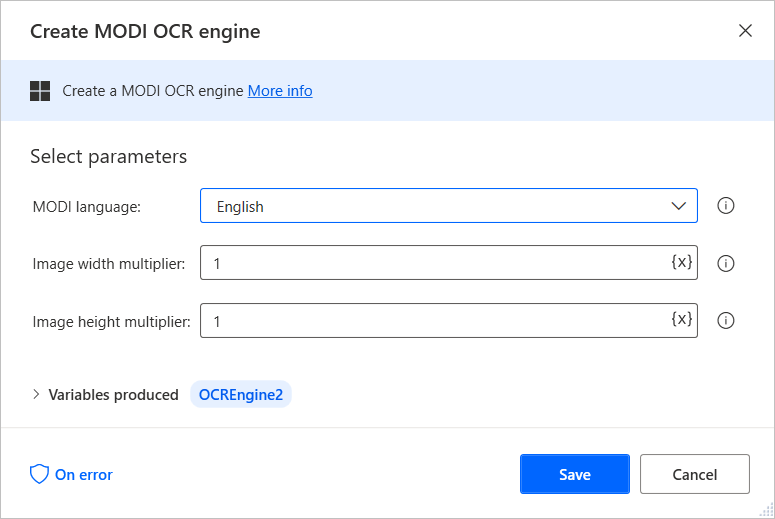 Create MODI OCR engine
Create a MODI OCR engine More info
Select parameters
MODI language: English
Image width multiplier: 1 {x}
Image height multiplier: 1 {x}
Variables produced OCREngine2
On error Save Cancel